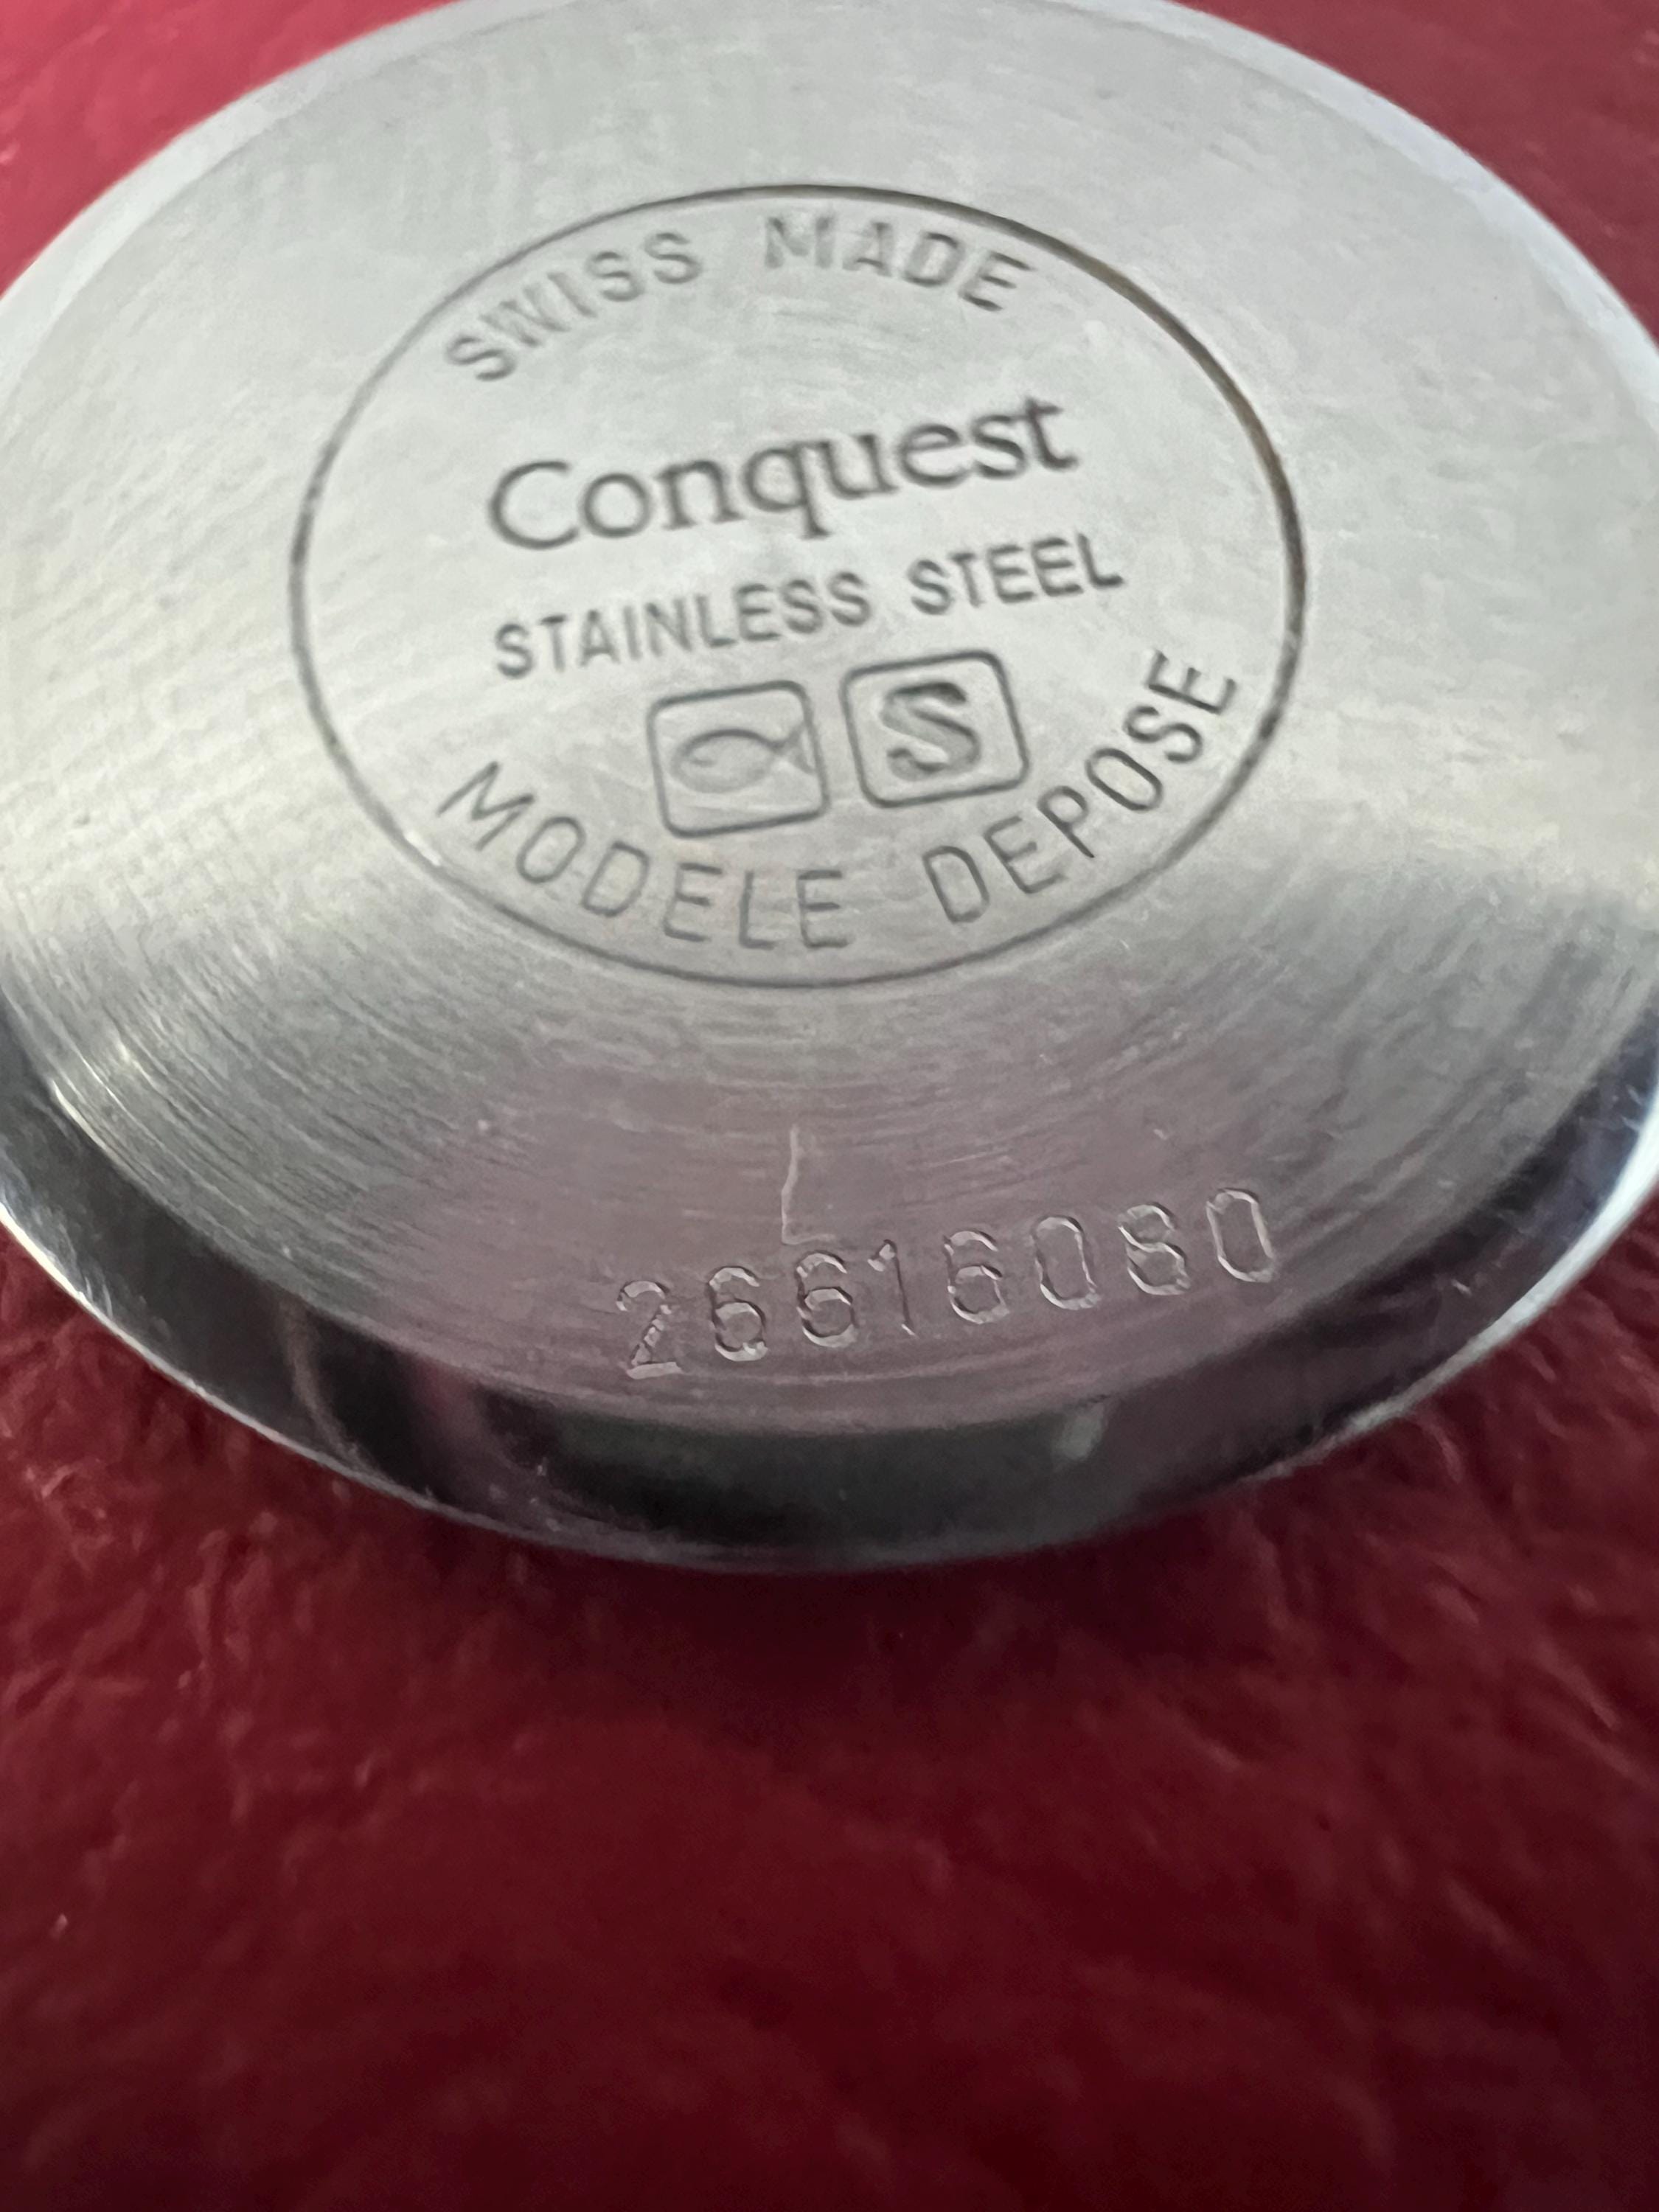 SWISS MADE
Conquest
STAINLESS STEEL
S
MODELE DEPOSE
26616080